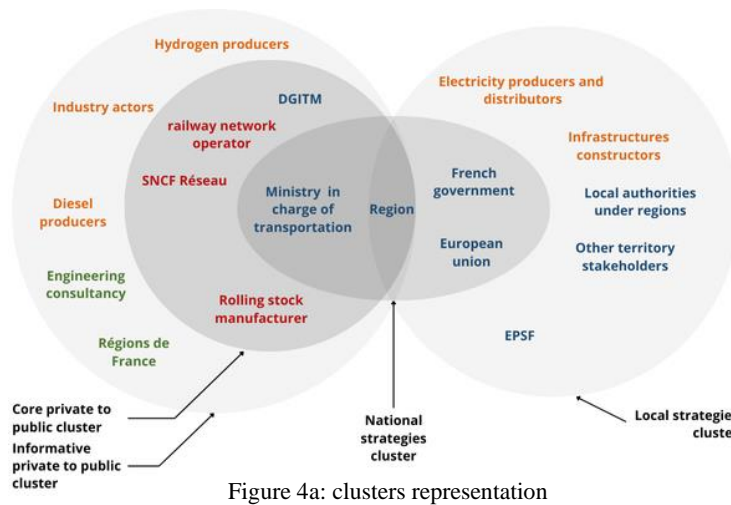 Hydrogen producers
DGITM
Industry actors
railway network
operator
SNCF Réseau
Diesel
producers
Ministry in
charge of
transportation
Region
Engineering
consultancy
Rolling stock
manufacturer
Régions de
France
Electricity producers and
distributors
Infrastructures
constructors
French
government
Local authorities
under regions
European
union
Other territory
stakeholders
EPSF
Core private to
public cluster
Informative
private to public
cluster
National
strategies
cluster
Local strategie
cluste
Figure 4a: clusters representation